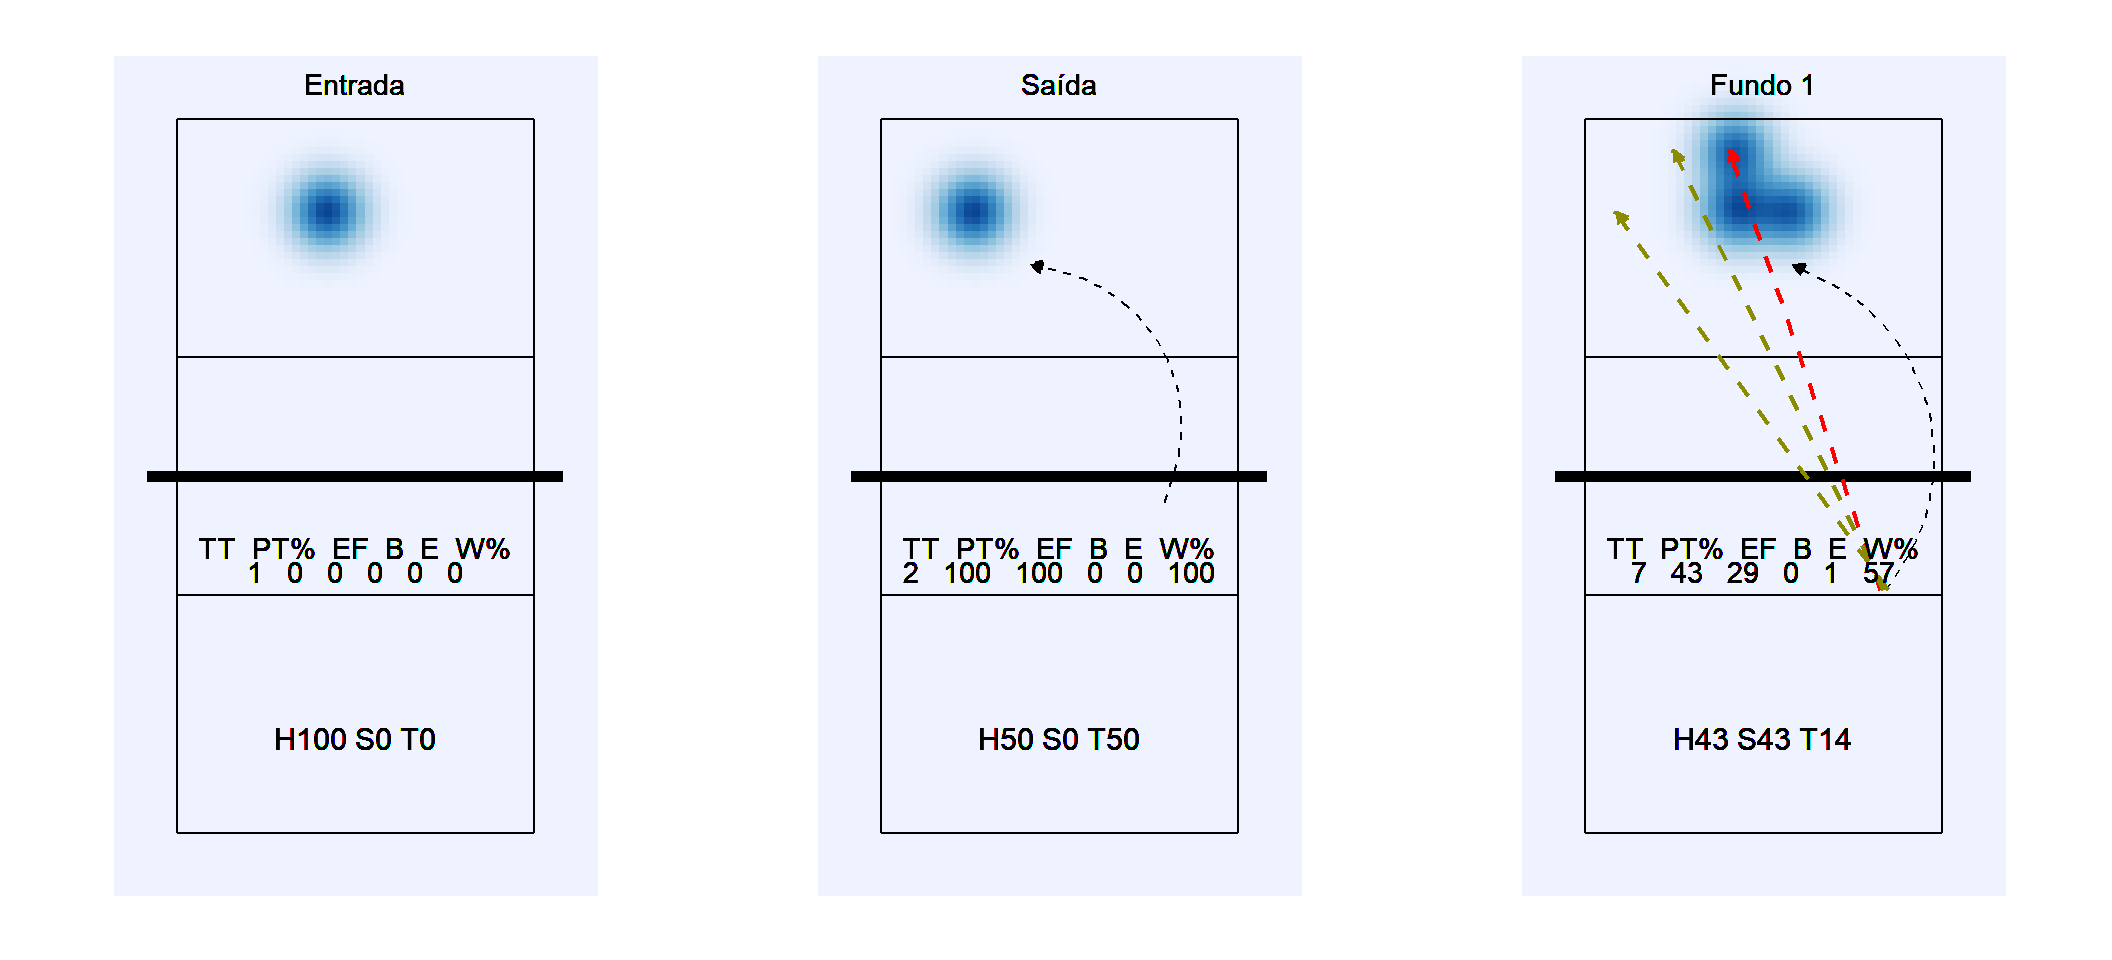 Entrada
TT PT% EF B E W%
1 0 0 0 0 0
H100 S0 T0
Saída
TT PT% EF B E W%
2 100 100 0 0 100
H50 S0 T50
Fundo 1
TT PT% EF B E W%
7 43 29 0 1 57
H43 S43 T14